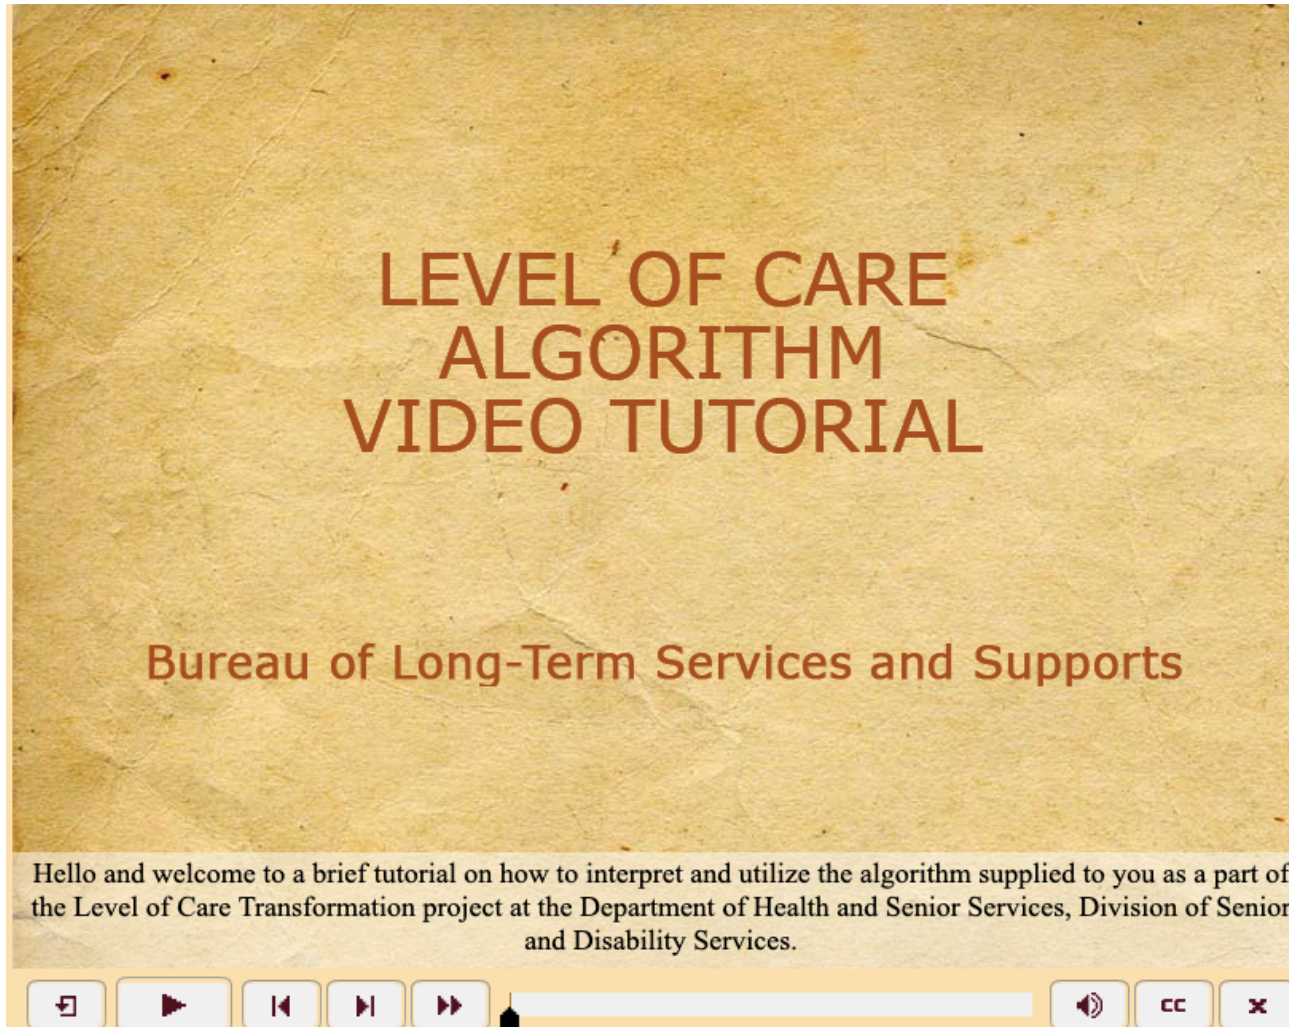 LEVEL OF CARE
ALGORITHM
VIDEO TUTORIAL
Bureau of Long-Term Services and Supports
Hello and welcome to a brief tutorial on how to interpret and utilize the algorithm supplied to you as a part of
the Level of Care Transformation project at the Department of Health and Senior Services, Division of Senior
and Disability Services.
CC